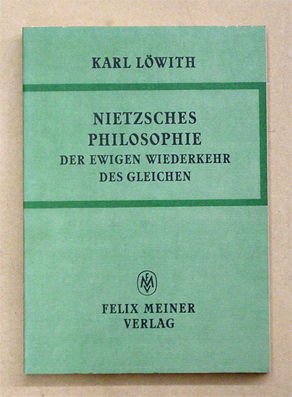 KARL LÖWITH
NIETZSCHES
PHILOSOPHIE
DER EWIGEN WIEDERKEHR
DES GLEICHEN
FELIX MEINER
VERLAG